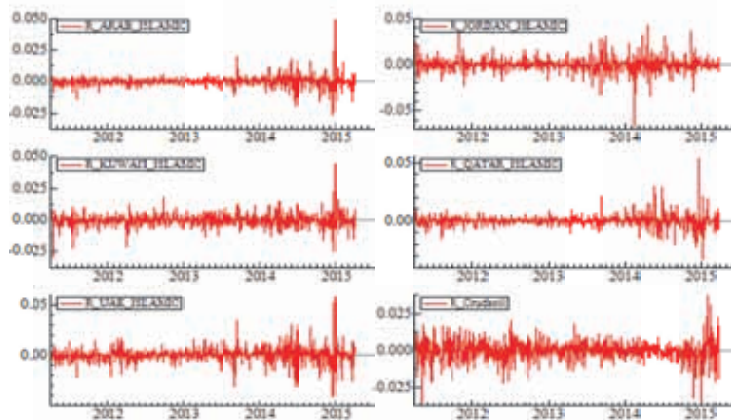 0.050 R_ARAB_ISLAMIC
0.025
0.000
-0.025
2012 2013 2014 2015
0.05 R_JORDAN_ISLAMIC
0.00
-0.05
2012 2013 2014 2015
0.050 R_KUWAIT_ISLAMIC
0.025
0.000
-0.025
2012 2013 2014 2015
0.05 R_QATAR_ISLAMIC
0.00
2012 2013 2014 2015
0.05 R_UAE_ISLAMIC
0.00
2012 2013 2014 2015
R_Crudeoil
0.025
0.000
-0.025
2012 2013 2014 2015